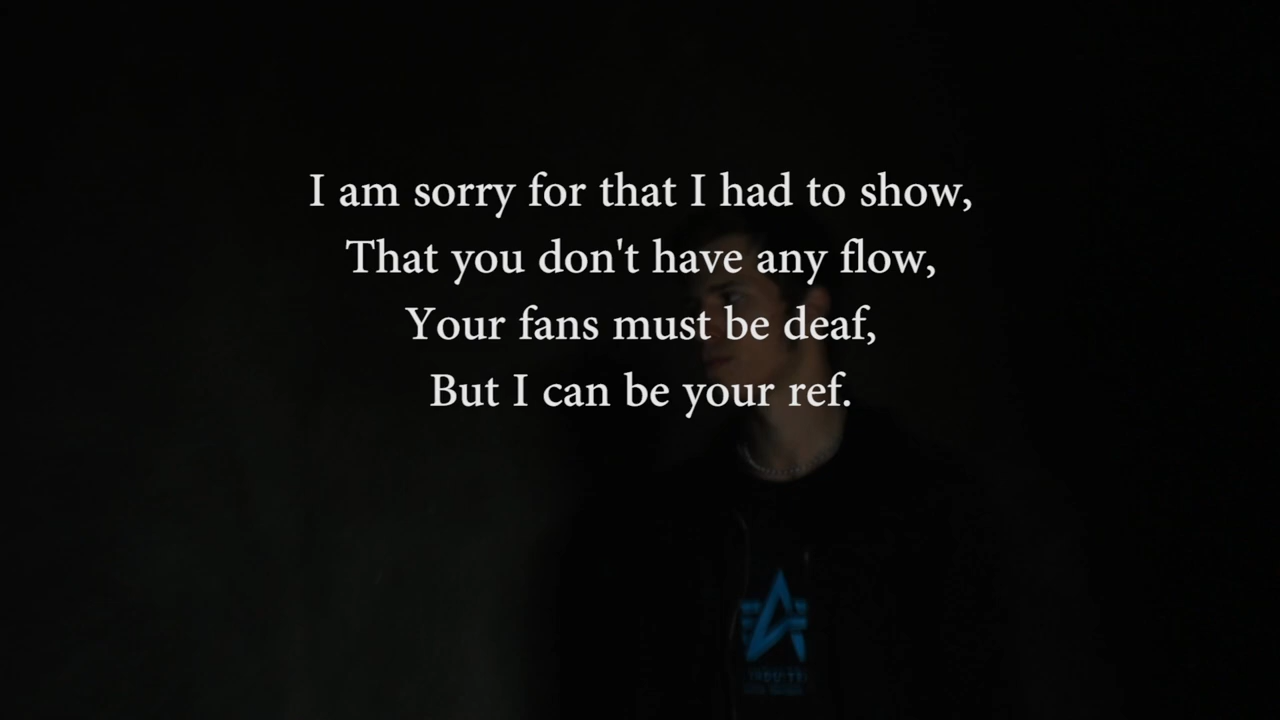 I am sorry for that I had to show,
That you don't have any flow,
Your fans must be deaf,
But I can be your ref.